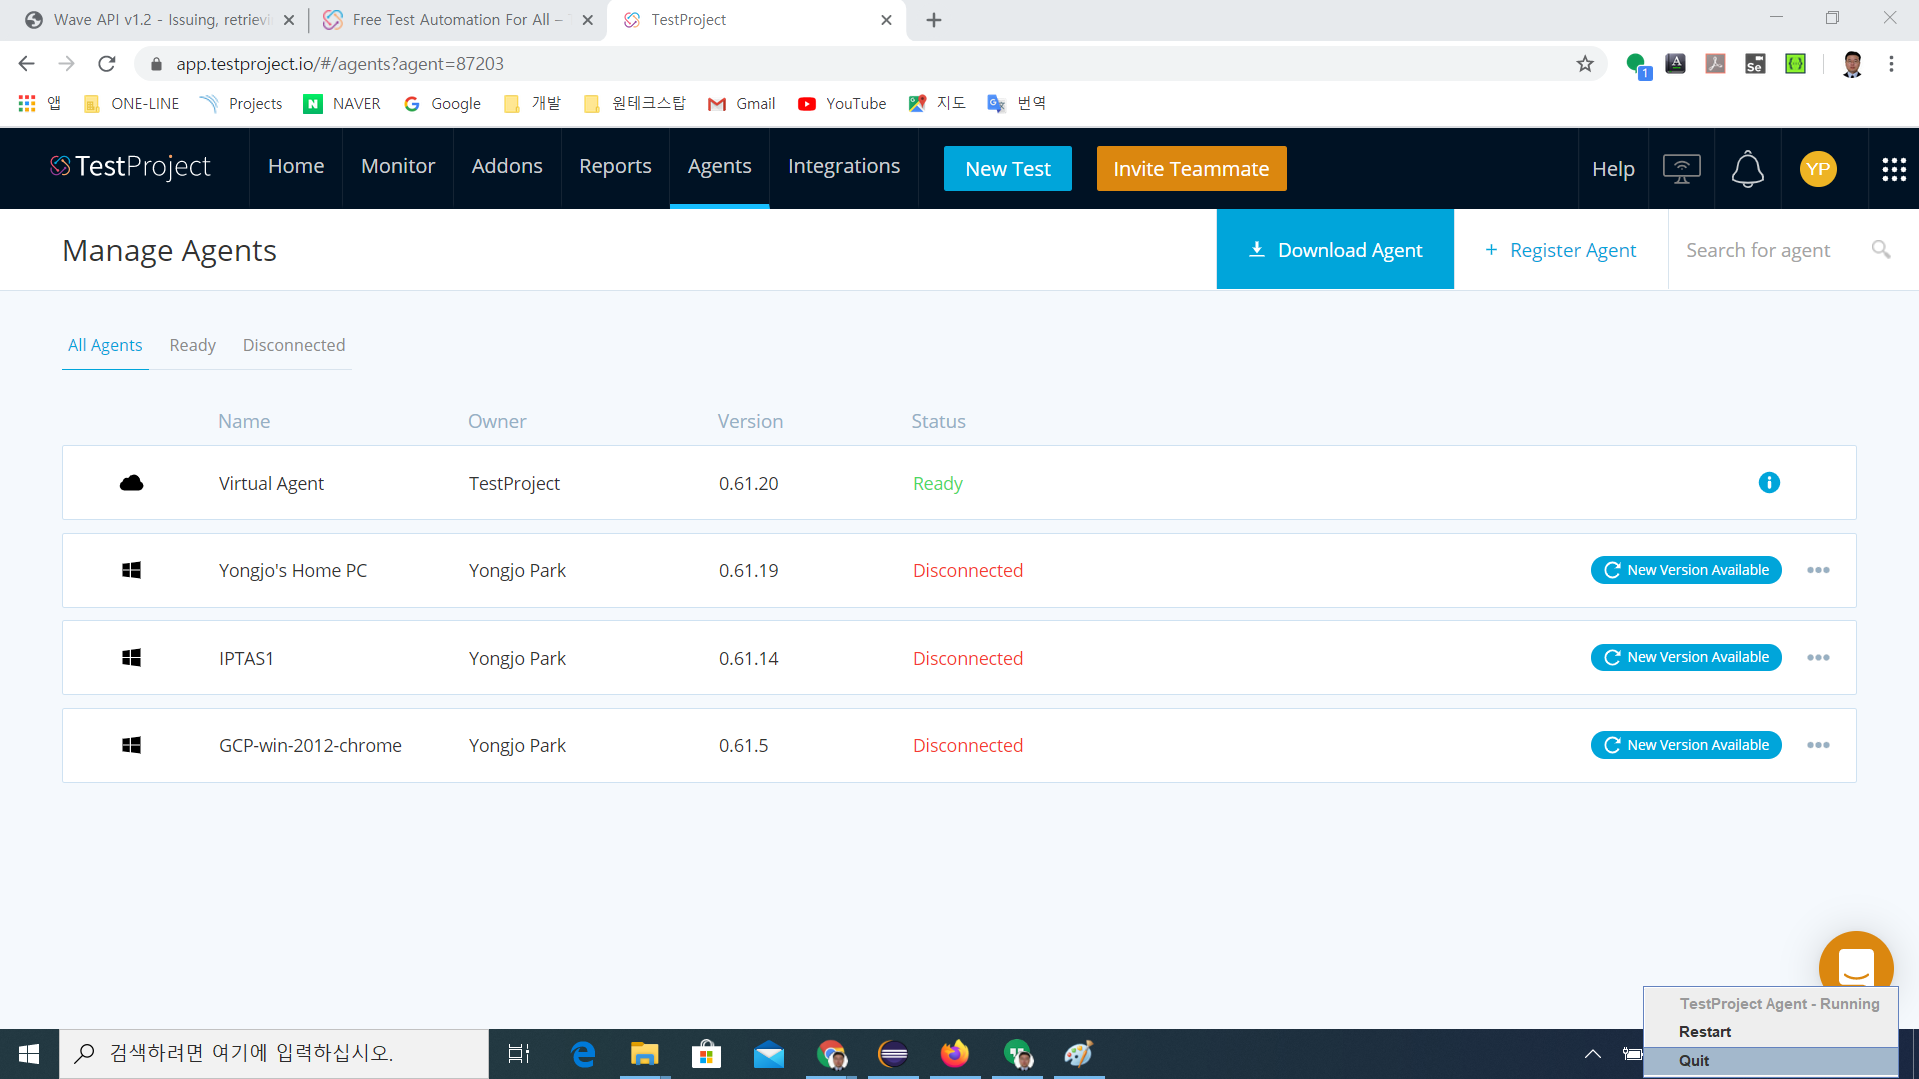 Wave API v1.2 - Issuing, retrievi
Free Test Automation For All –
TestProject
app.testproject.io/#/agents?agent=87203
1
A
Se
앱
ONE-LINE
Projects
N NAVER
Google
개발
원테크스탑
Gmail
YouTube
지도
번역
TestProject
Home
Monitor
Addons
Reports
Agents
Integrations
New Test
Invite Teammate
Help
YP
Manage Agents
Download Agent
+ Register Agent
Search for agent
All Agents
Ready
Disconnected
Name Owner Version Status
Virtual Agent TestProject 0.61.20 Ready
Yongjo's Home PC Yongjo Park 0.61.19 Disconnected New Version Available
IPTAS1 Yongjo Park 0.61.14 Disconnected New Version Available
GCP-win-2012-chrome Yongjo Park 0.61.5 Disconnected New Version Available
TestProject Agent - Running
Restart
Quit
검색하려면 여기에 입력하십시오.